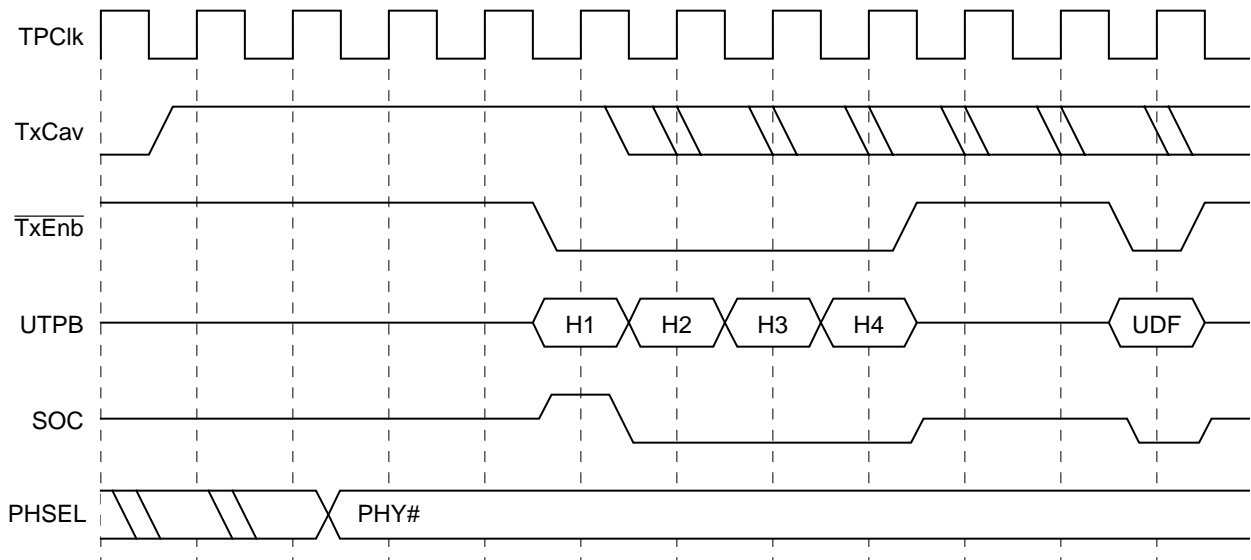 TPClk
TxCav
TxEnb
UTPB H1 H2 H3 H4 UDF
SOC
PHSEL PHY#